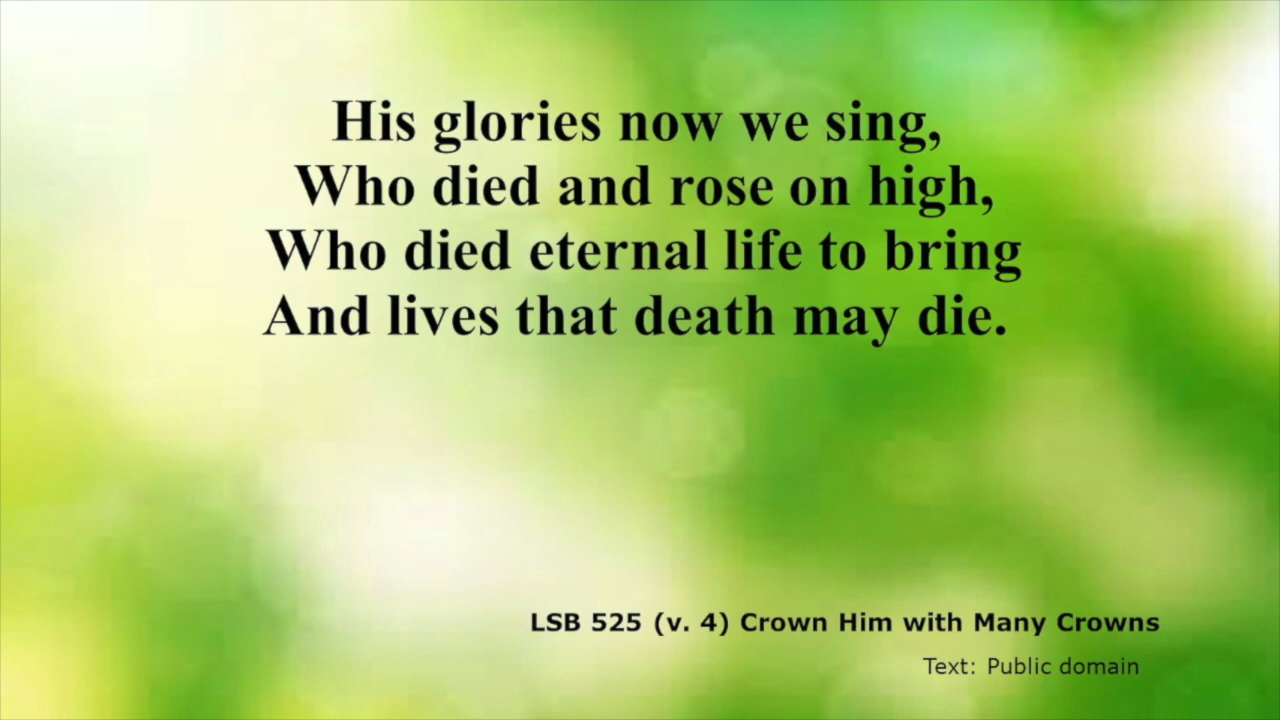 His glories now we sing,
Who died and rose on high,
Who died eternal life to bring
And lives that death may die.
LSB 525 (v. 4) Crown Him with Many Crowns
Text: Public domain